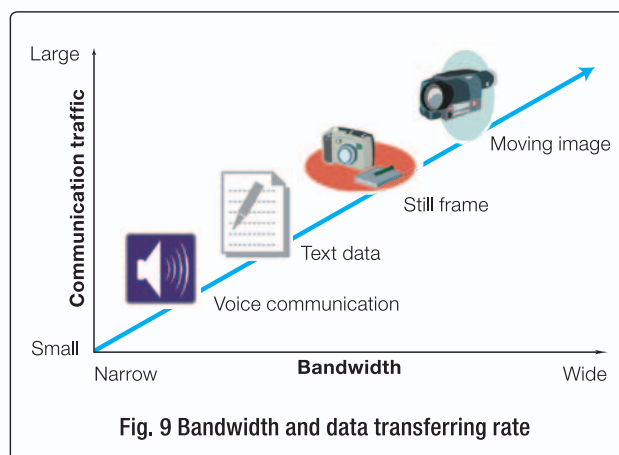 Large
Communication traffic
Moving image
Still frame
Text data
Voice communication
Small
Narrow
Bandwidth
Wide
Fig. 9 Bandwidth and data transferring rate